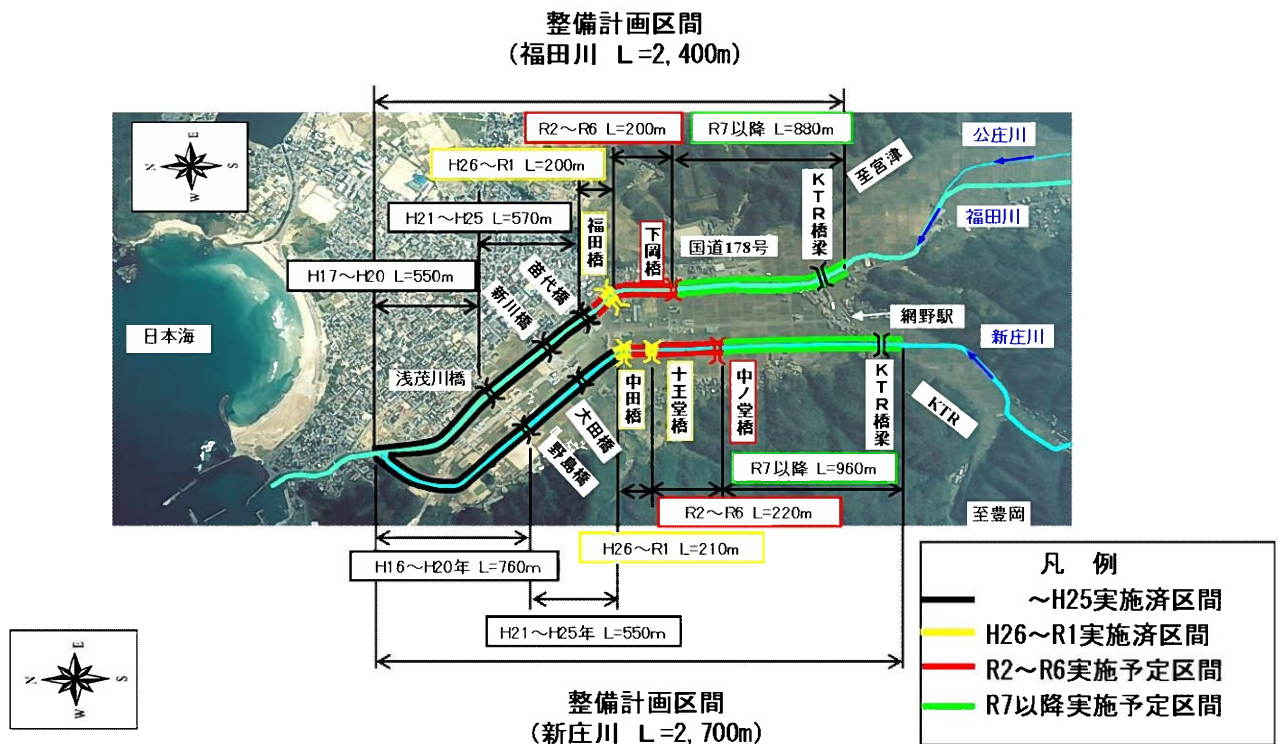 整備計画区間
(福田川 L=2,400m)
R2～R6 L=200m
R7以降 L=880m
H26～R1 L=200m
H21～H25 L=570m
H17～H20 L=550m
N
E
S
W
公庄川
福田川
至宮津
KTR橋梁
国道178号
下岡橋
福田橋
苗代橋
新川橋
浅茂川橋
日本海
網野駅
新庄川
KTR
KTR橋梁
中ノ堂橋
十王堂橋
中田橋
大田橋
野島橋
至豊岡
R7以降 L=960m
R2～R6 L=220m
H26～R1 L=210m
H16～H20年 L=760m
H21～H25年 L=550m
整備計画区間
(新庄川 L=2,700m)
N
E
S
W
凡 例
～H25実施済区間
H26～R1実施済区間
R2～R6実施予定区間
R7以降実施予定区間